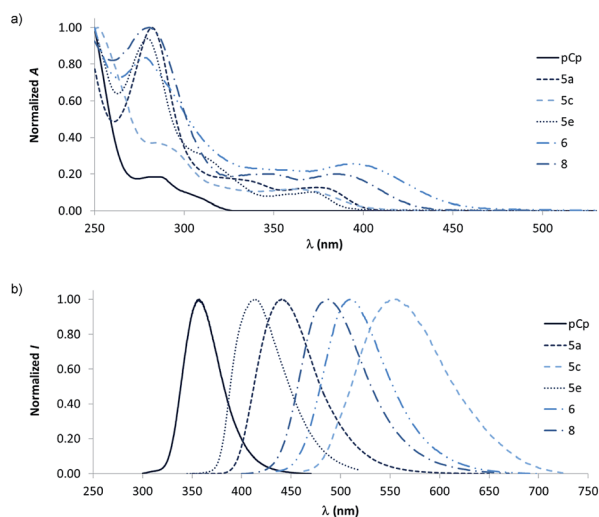 a)
Normalized A
1.00
0.80
0.60
0.40
0.20
0.00
250 300 350 400 450 500
λ (nm)
pCp
5a
5c
5e
6
8
b)
Normalized I
1.00
0.80
0.60
0.40
0.20
0.00
250 300 350 400 450 500 550 600 650 700 750
λ (nm)
pCp
5a
5c
5e
6
8